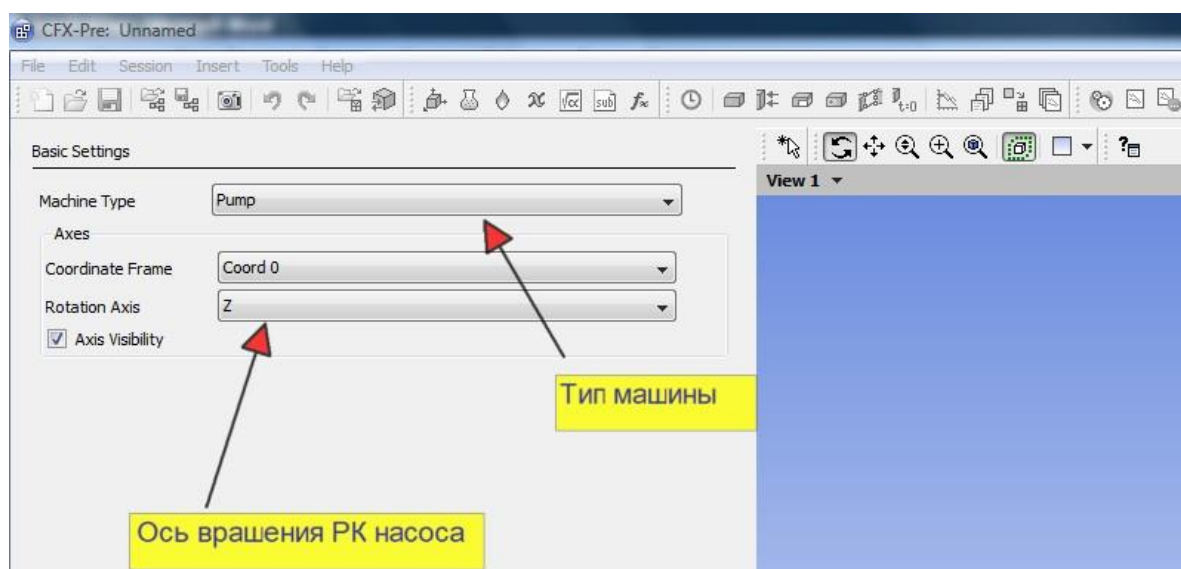 CFX-Pre: Unnamed
File Edit Session Insert Tools Help
Basic Settings
View 1
Machine Type Pump
Axes
Coordinate Frame Coord 0
Rotation Axis Z
Axis Visibility
Тип машины
Ось врашения РК насоса